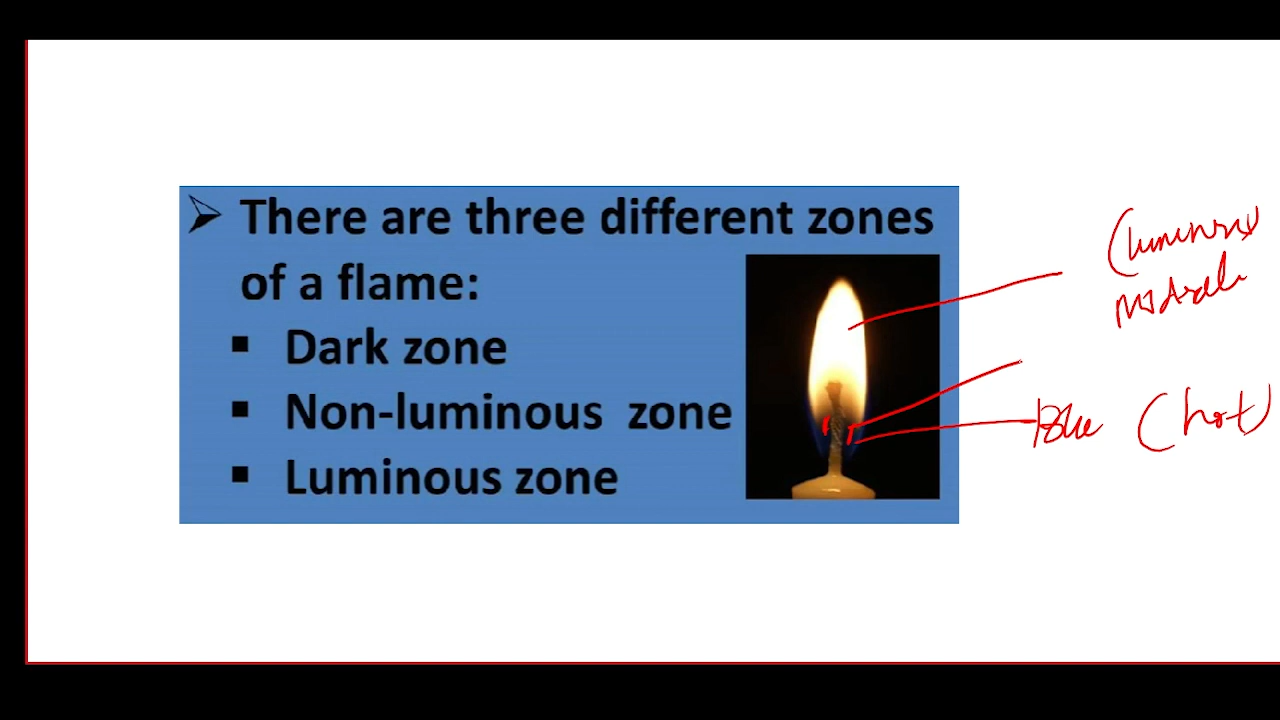 There are three different zones
of a flame:
Dark zone
Non-luminous zone
Luminous zone
Blue (hot)